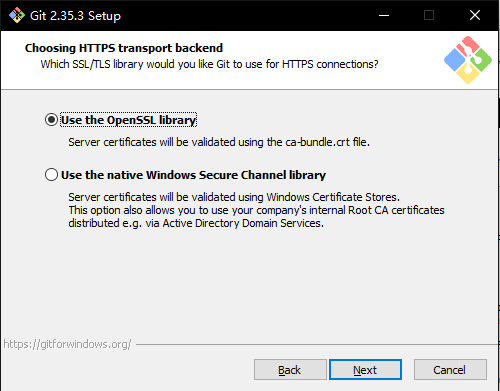 Git 2.35.3 Setup
Choosing HTTPS transport backend
Which SSL/TLS library would you like Git to use for HTTPS connections?
Use the OpenSSL library
Server certificates will be validated using the ca-bundle.crt file.
Use the native Windows Secure Channel library
Server certificates will be validated using Windows Certificate Stores.
This option also allows you to use your company's internal Root CA certificates
distributed e.g. via Active Directory Domain Services.
https://gitforwindows.org/
Back Next Cancel